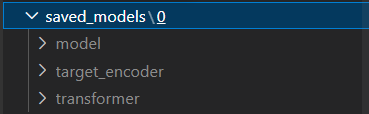 saved_models\0
model
target_encoder
transformer